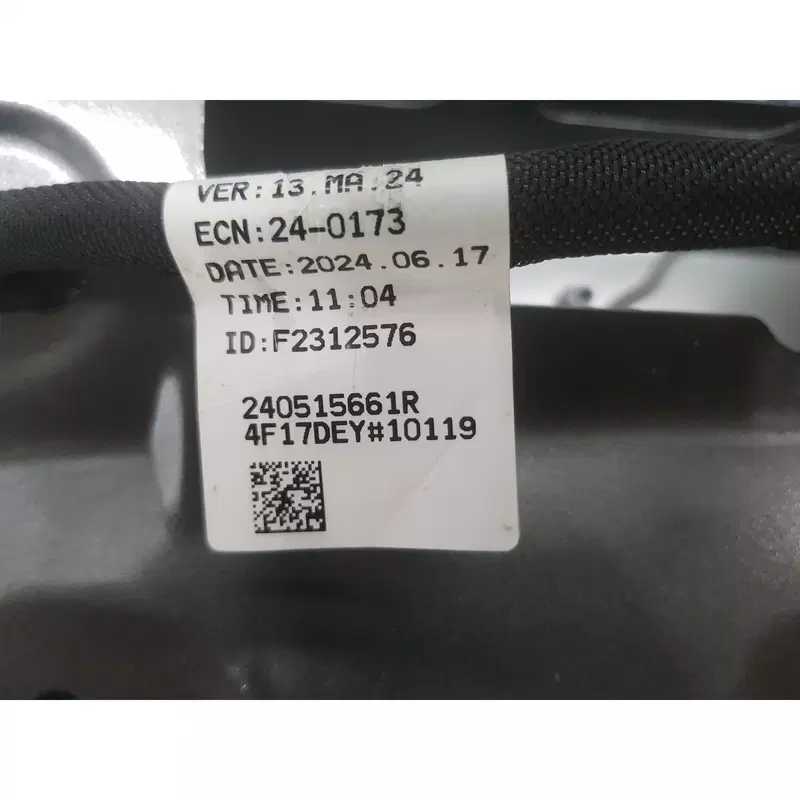 VER:13.MA.24
ECN:24-0173
DATE:2024.06.17
TIME:11:04
ID:F2312576
240515661R
4F17DEY#10119